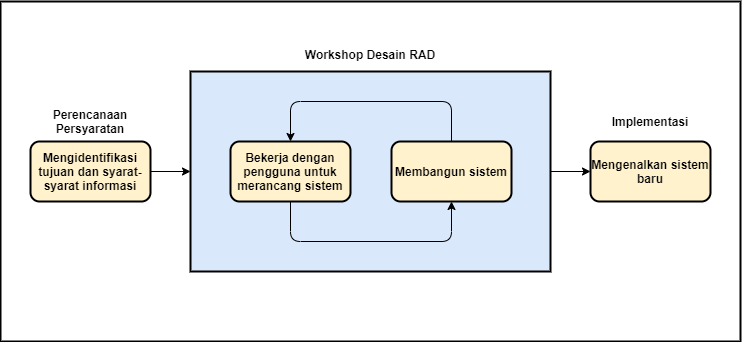 Workshop Desain RAD
Perencanaan
Persyaratan
Mengidentifikasi
tujuan dan syarat-
syarat informasi
Bekerja dengan
pengguna untuk
merancang sistem
Membangun sistem
Implementasi
Mengenalkan sistem
baru